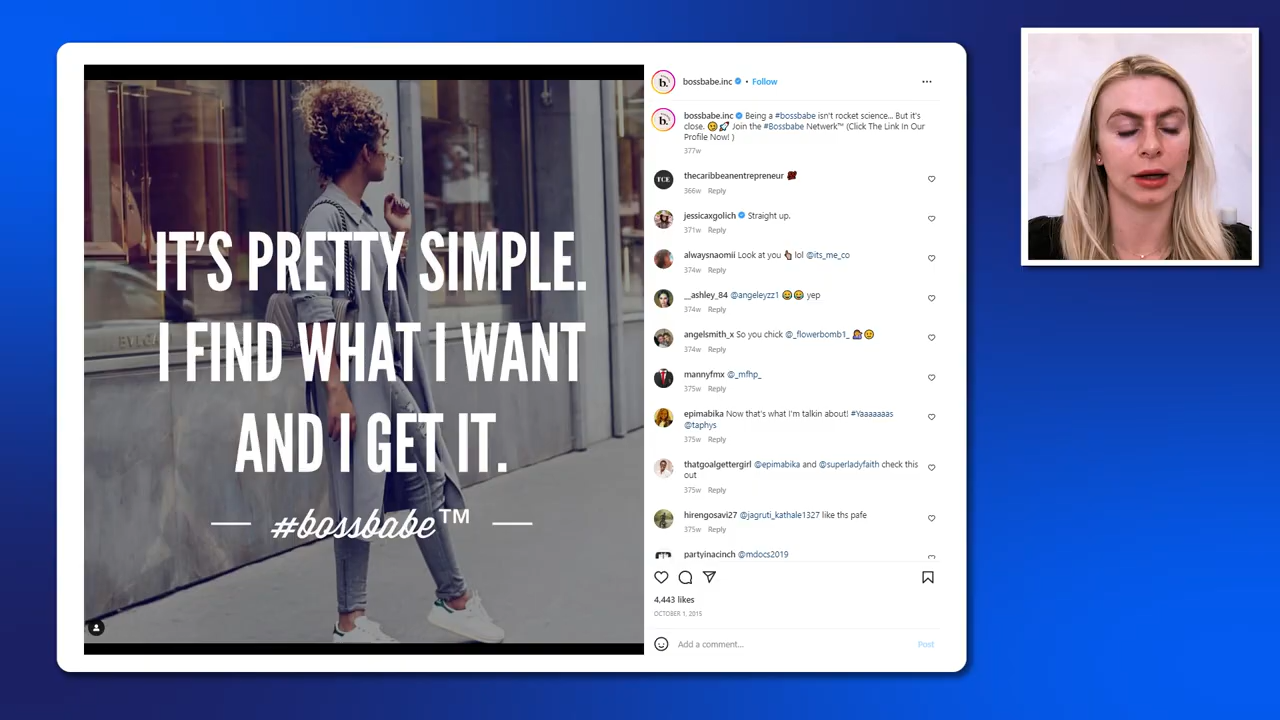 IT'S PRETTY SIMPLE.
I FIND WHAT I WANT
AND I GET IT.
#bossbabe™
BVLG
bossbabe.inc • Follow
bossbabe.inc Being a #bossbabe isn't rocket science... But it's
close. 😉🚀 Join the #Bossbabe Netwerk™ (Click The Link In Our
Profile Now! )
377w
TCE
thecaribbeanentrepreneur
366w Reply
jessicaxgolich Straight up.
371w Reply
alwaysnaomii Look at you lol @its_me_co
374w Reply
__ashley_84 @angeleyzz1 😂😂 yep
374w Reply
angelsmith_x So you chick @_flowerbomb1_
374w Reply
mannyfmx @_mfhp_
375w Reply
epimabika Now that's what I'm talkin about! #Yaaaaaaas
@taphys
375w Reply
thatgoalgettergirl @epimabika and @superladyfaith check this
out
375w Reply
hirengosavi27 @jagruti_kathale1327 like ths pafe
375w Reply
partyinacinch @mdocs2019
4,443 likes
OCTOBER 1, 2015
Add a comment...
Post